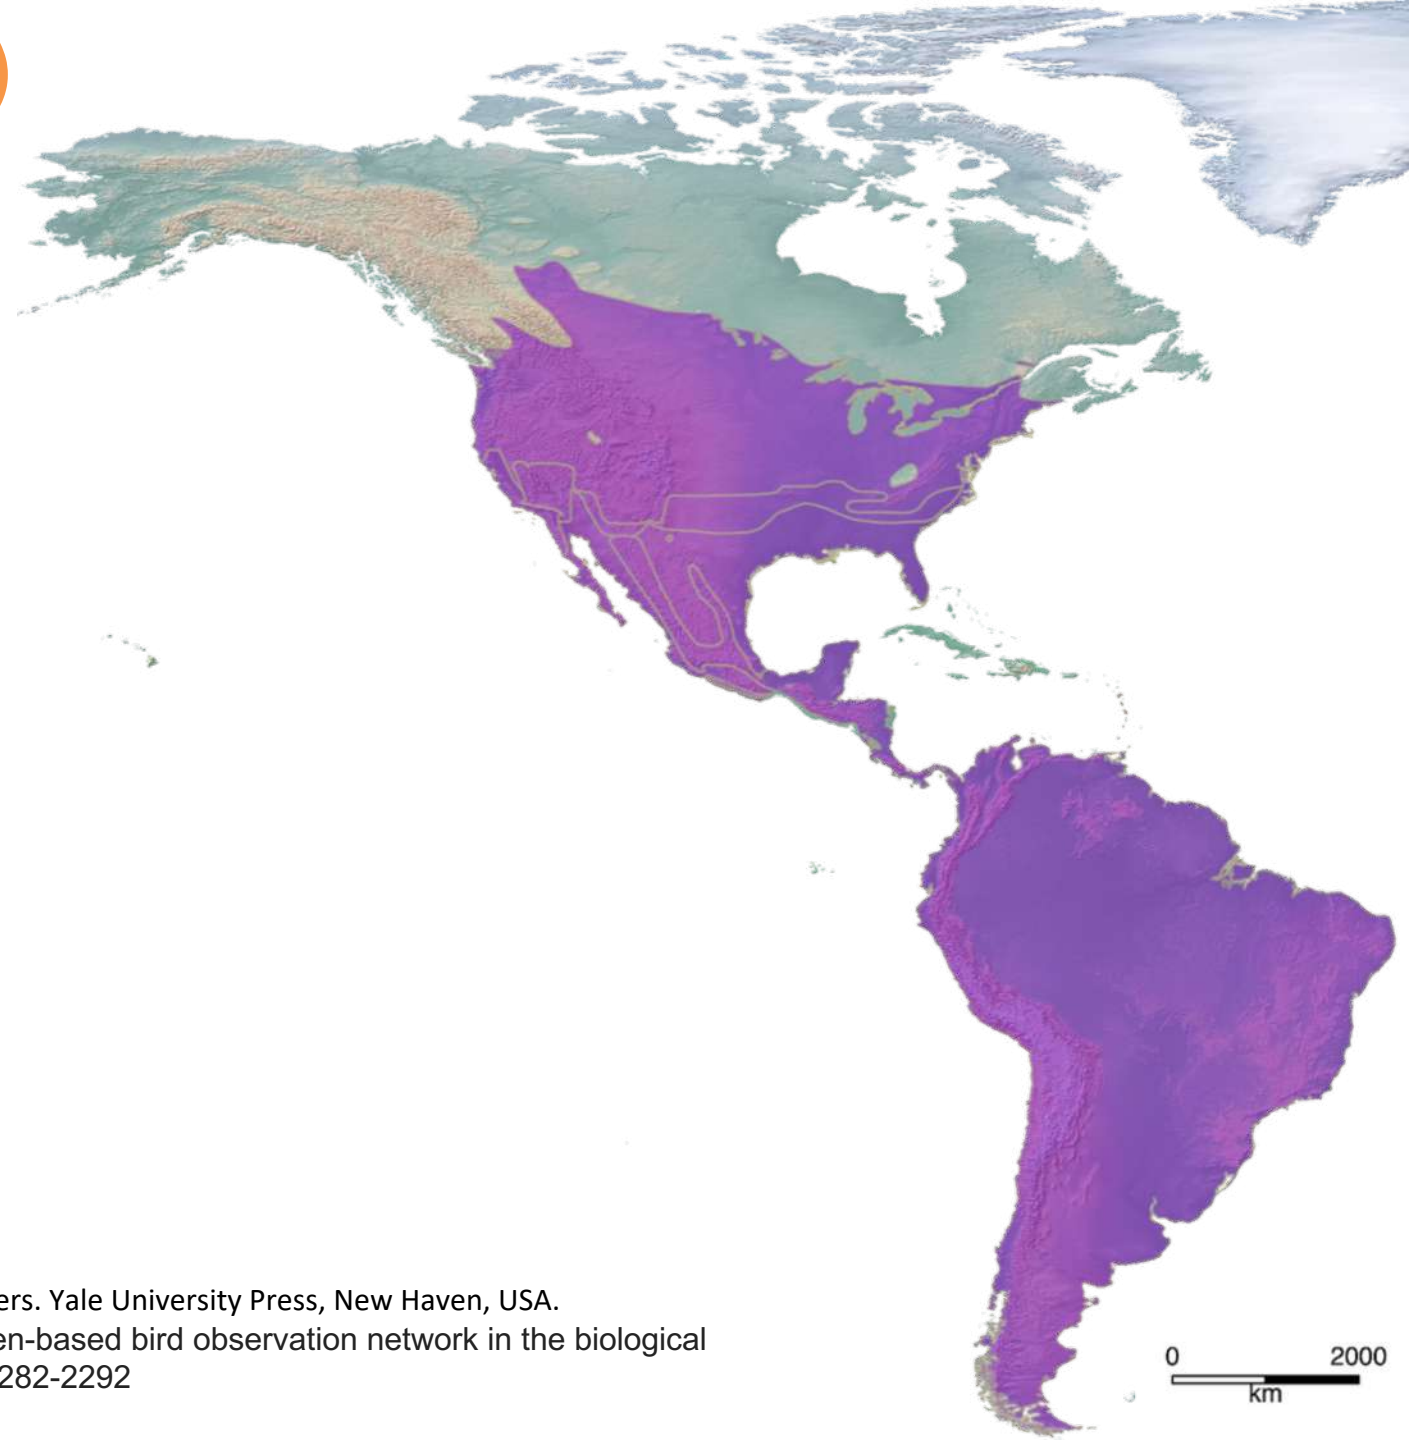 ers. Yale University Press, New Haven, USA.
en-based bird observation network in the biological
282-2292
0 2000
km